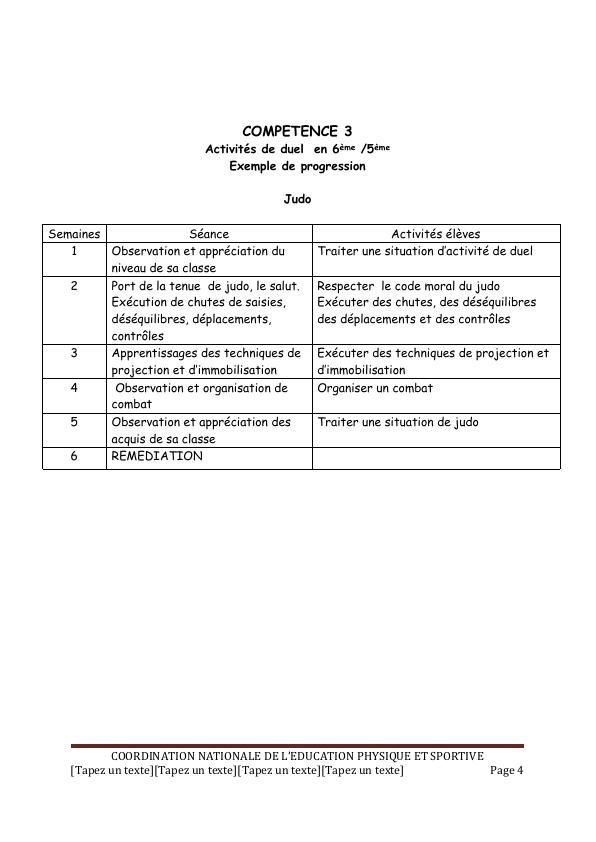 COMPETENCE 3
Activités de duel en 6ème /5ème
Exemple de progression
Judo
Semaines Séance Activités élèves
1 Observation et appréciation du Traiter une situation d’activité de duel
niveau de sa classe
2 Port de la tenue de judo, le salut. Respecter le code moral du judo
Exécution de chutes de saisies, Exécuter des chutes, des déséquilibres
déséquilibres, déplacements, des déplacements et des contrôles
contrôles
3 Apprentissages des techniques de Exécuter des techniques de projection et
projection et d’immobilisation d’immobilisation
4 Observation et organisation de Organiser un combat
combat
5 Observation et appréciation des Traiter une situation de judo
acquis de sa classe
6 REMEDIATION
COORDINATION NATIONALE DE L’EDUCATION PHYSIQUE ET SPORTIVE
[Tapez un texte][Tapez un texte][Tapez un texte][Tapez un texte] Page 4